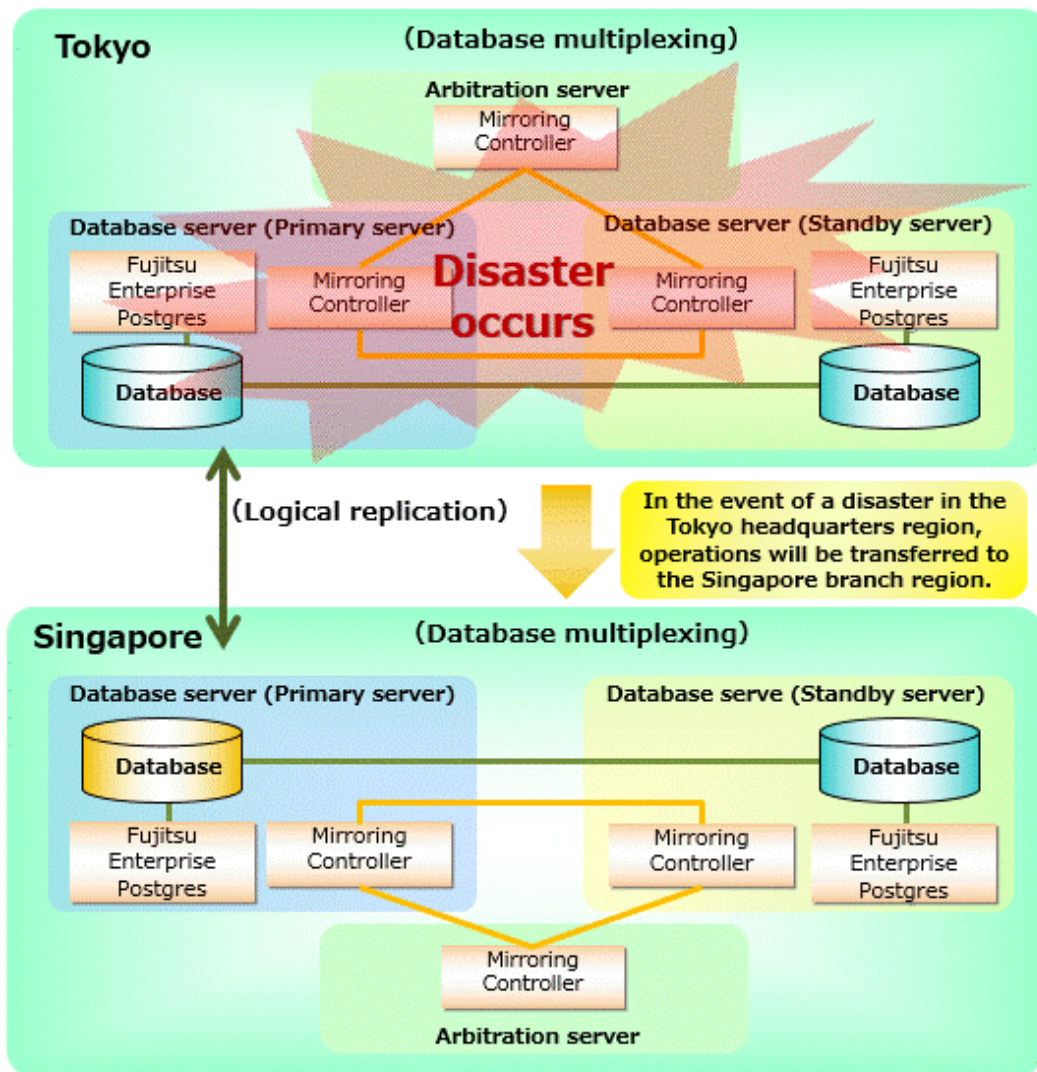 Tokyo
(Database multiplexing)
Arbitration server
Mirroring
Controller
Database server (Primary server)
Database server (Standby server)
Fujitsu
Enterprise
Postgres
Mirroring
Controller
Disaster
occurs
Mirroring
Controller
Fujitsu
Enterprise
Postgres
Database
Database
(Logical replication)
In the event of a disaster in the
Tokyo headquarters region,
operations will be transferred to
the Singapore branch region.
Singapore
(Database multiplexing)
Database server (Primary server)
Database serve (Standby server)
Database
Database
Fujitsu
Enterprise
Postgres
Mirroring
Controller
Mirroring
Controller
Fujitsu
Enterprise
Postgres
Mirroring
Controller
Arbitration server